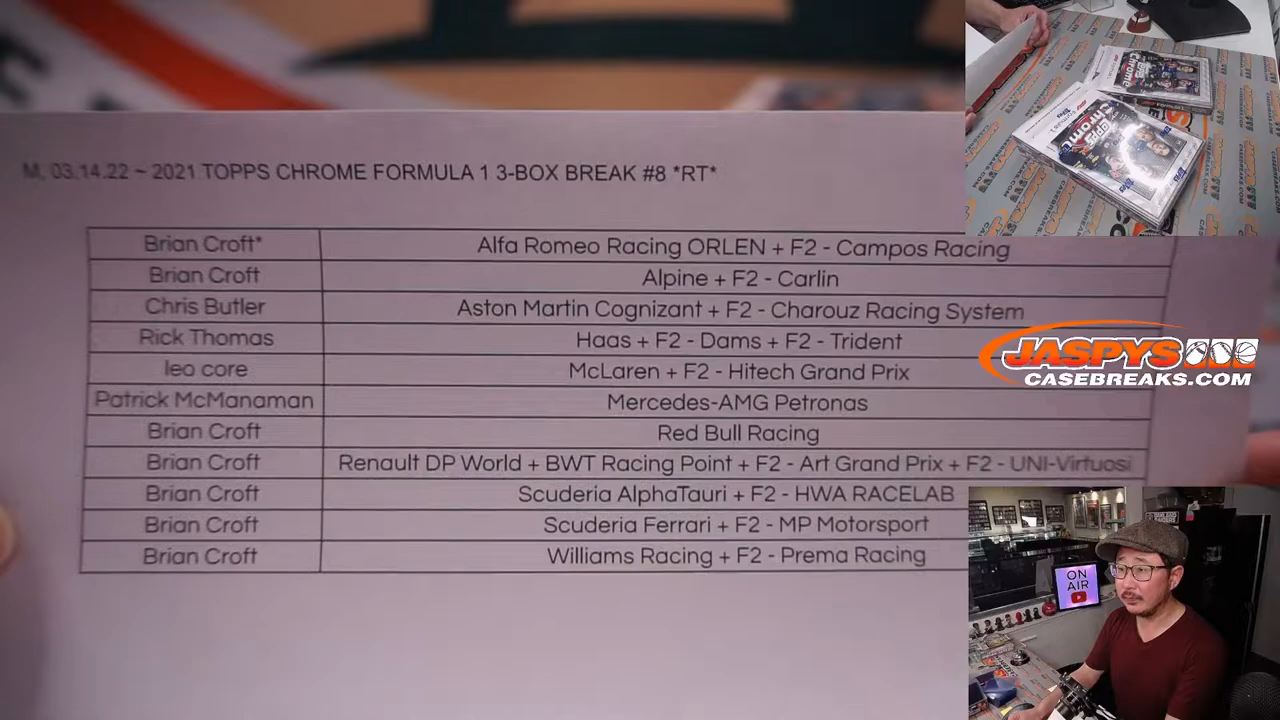 M, 03.14.22 ~ 2021 TOPPS CHROME FORMULA 1 3-BOX BREAK #8 *RT*
Brian Croft* Alfa Romeo Racing ORLEN + F2 - Campos Racing
Brian Croft Alpine + F2 - Carlin
Chris Butler Aston Martin Cognizant + F2 - Charouz Racing System
Rick Thomas Haas + F2 - Dams + F2 - Trident
leo core McLaren + F2 - Hitech Grand Prix
Patrick McManaman Mercedes-AMG Petronas
Brian Croft Red Bull Racing
Brian Croft Renault DP World + BWT Racing Point + F2 - Art Grand Prix + F2 - UNI-Virtuosi
Brian Croft Scuderia AlphaTauri + F2 - HWA RACELAB
Brian Croft Scuderia Ferrari + F2 - MP Motorsport
Brian Croft Williams Racing + F2 - Prema Racing
JASPYS
CASEBREAKS.COM
ON
AIR